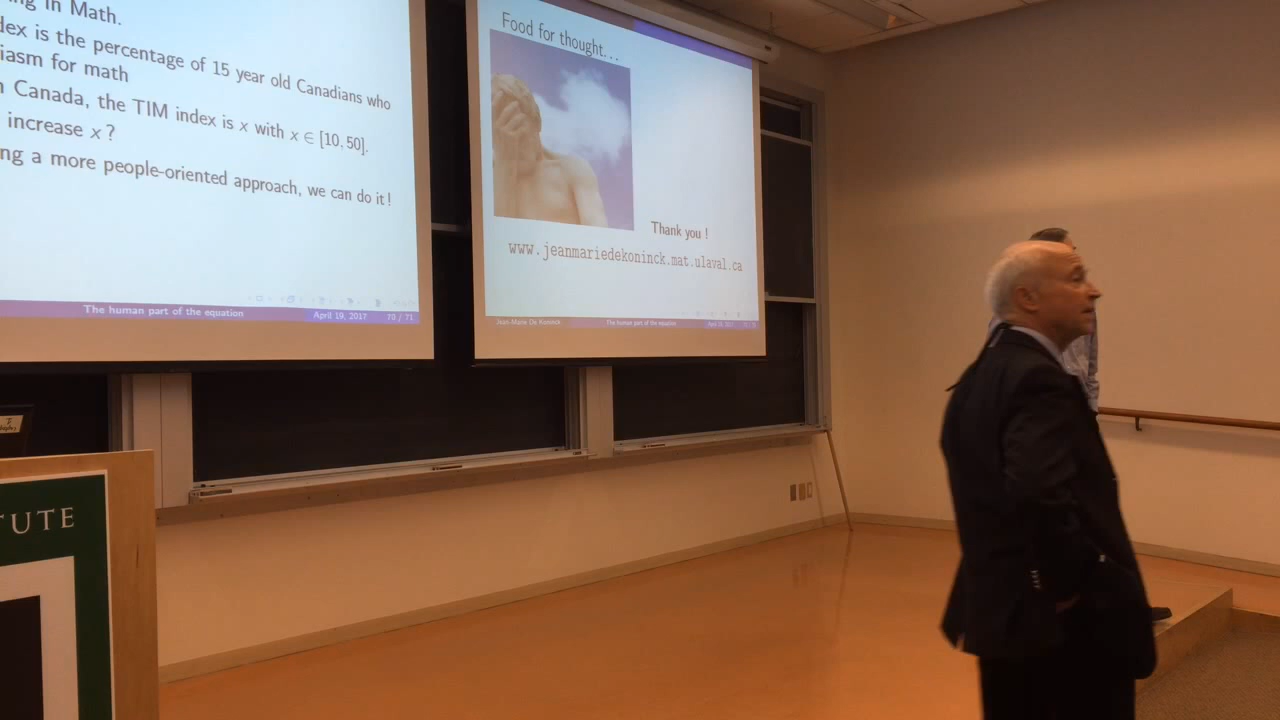 ng in Math.
dex is the percentage of 15 year old Canadians who
iasm for math
n Canada, the TIM index is x with x ∈ [10, 50].
increase x ?
ng a more people-oriented approach, we can do it !
The human part of the equation April 19, 2017 70 / 71
Food for thought. . .
Thank you !
www.jeanmariedekoninck.mat.ulaval.ca
Jean-Marie De Koninck The human part of the equation April 19, 2017
TUTE